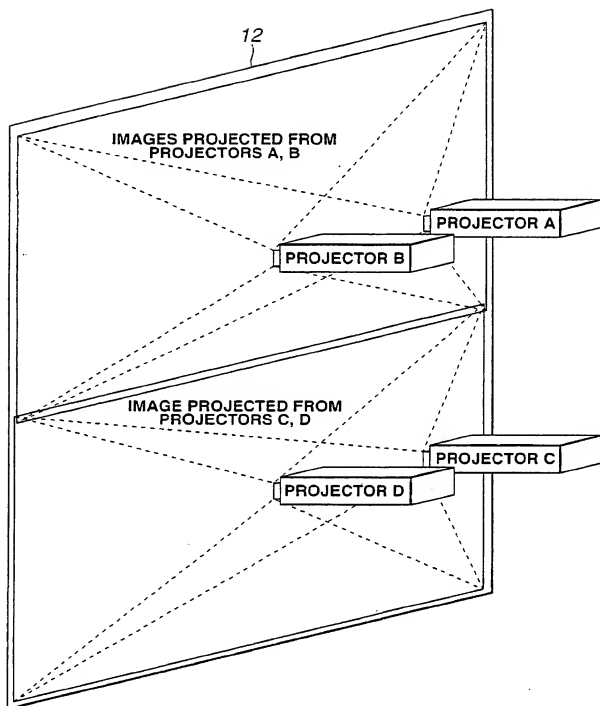 12
IMAGES PROJECTED FROM
PROJECTORS A, B
PROJECTOR A
PROJECTOR B
IMAGE PROJECTED FROM
PROJECTORS C, D
PROJECTOR C
PROJECTOR D